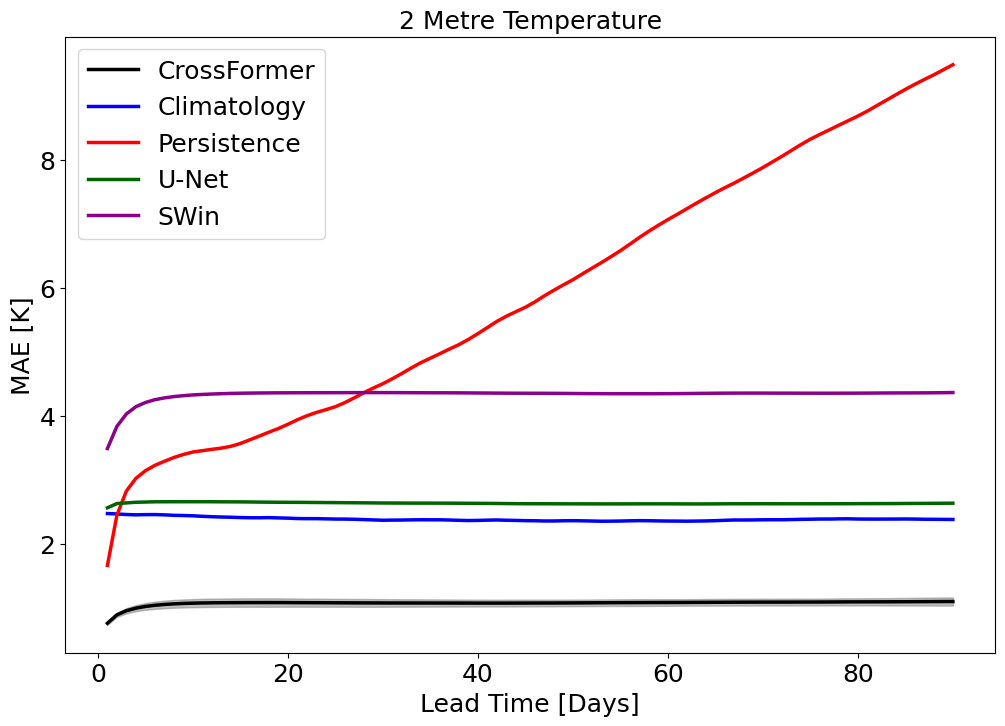 2 Metre Temperature
CrossFormer
Climatology
Persistence
U-Net
SWin
MAE [K]
8
6
4
2
0 20 40 60 80
Lead Time [Days]